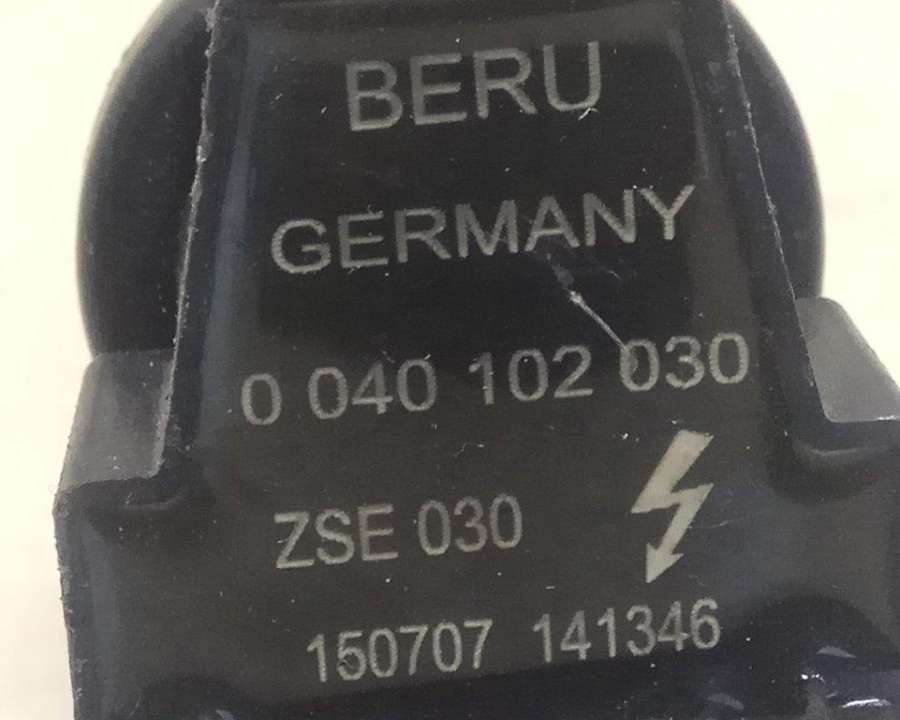 BERU
GERMANY
0 040 102 030
ZSE 030
150707 141346